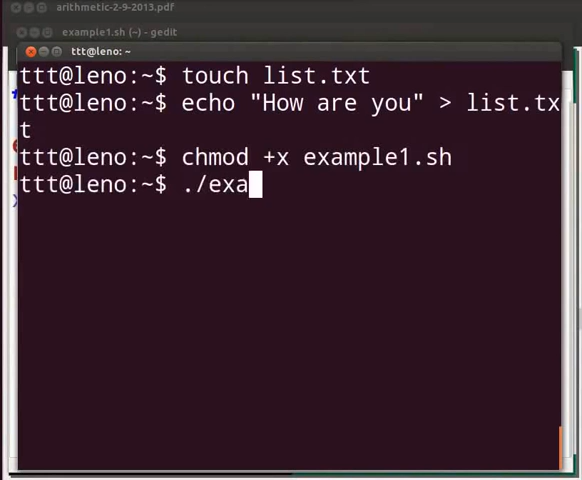 arithmetic-2-9-2013.pdf
example1.sh (~) - gedit
ttt@leno: ~
ttt@leno:~$ touch list.txt
ttt@leno:~$ echo "How are you" > list.tx
t
ttt@leno:~$ chmod +x example1.sh
ttt@leno:~$ ./exa